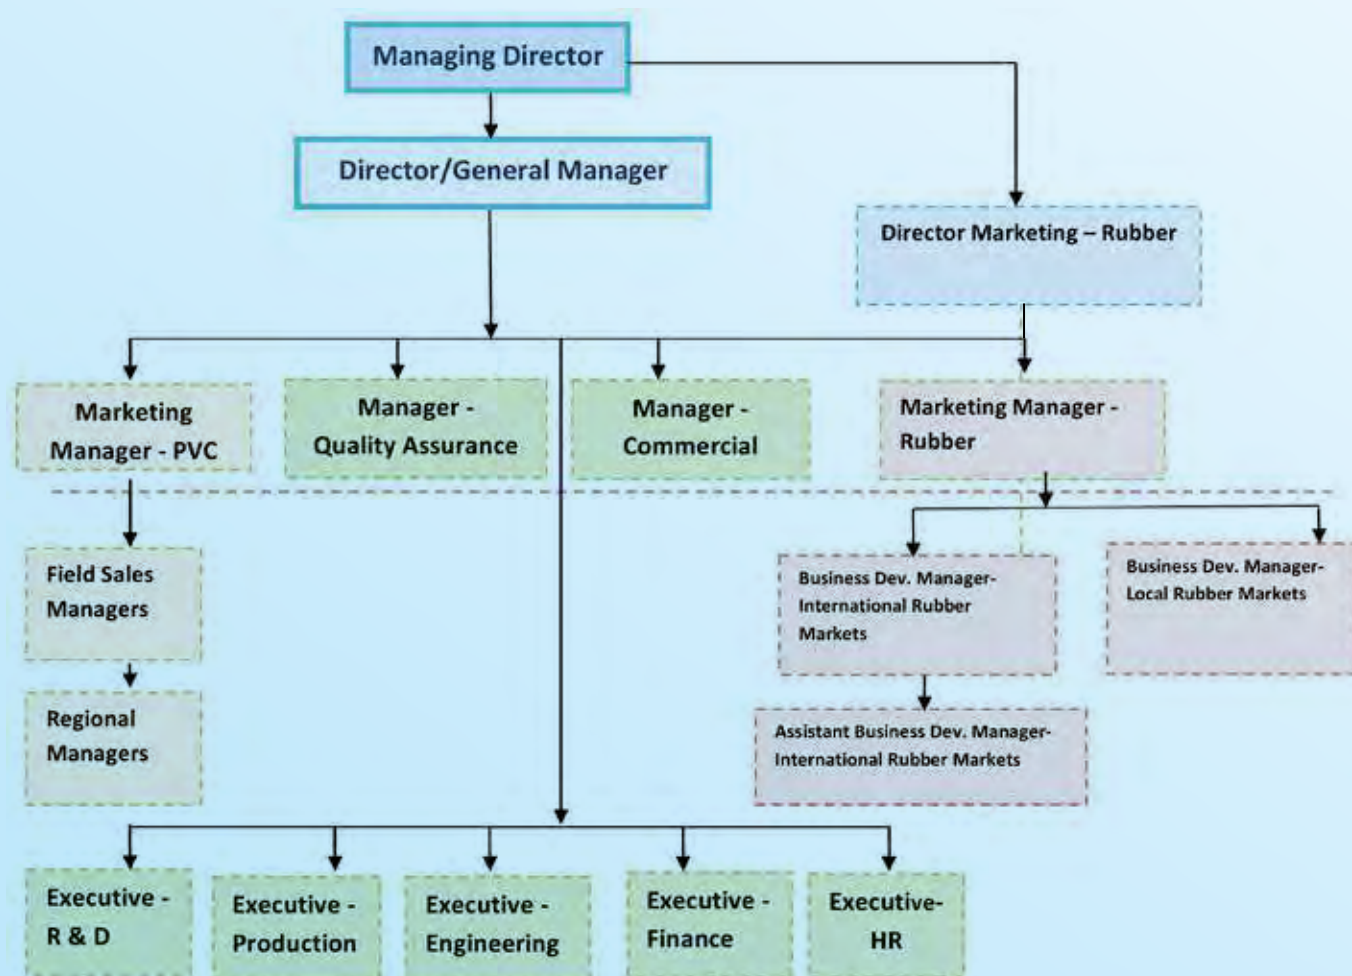 Managing Director
Director/General Manager
Director Marketing – Rubber
Marketing
Manager - PVC
Manager -
Quality Assurance
Manager -
Commercial
Marketing Manager -
Rubber
Field Sales
Managers
Business Dev. Manager-
International Rubber
Markets
Business Dev. Manager-
Local Rubber Markets
Regional
Managers
Assistant Business Dev. Manager-
International Rubber Markets
Executive -
R & D
Executive -
Production
Executive -
Engineering
Executive -
Finance
Executive-
HR